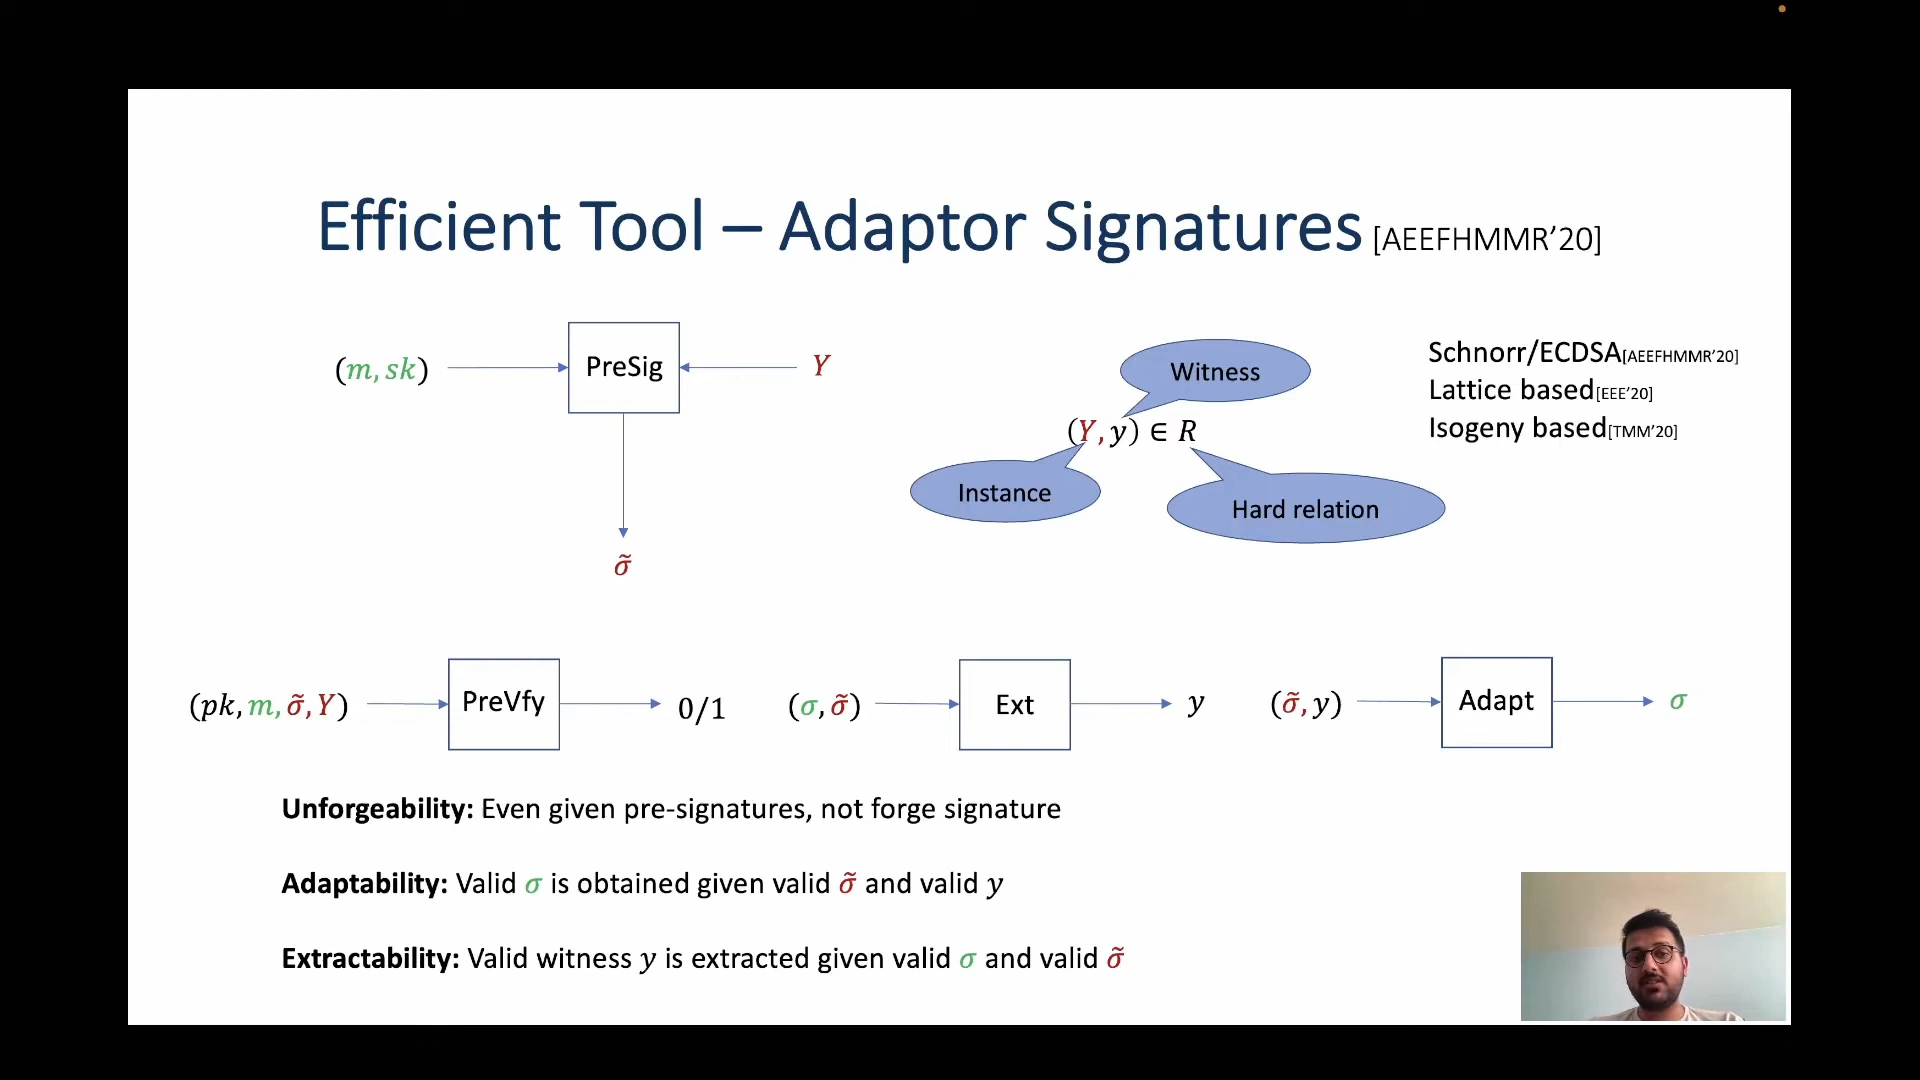 Efficient Tool – Adaptor Signatures [AEEFHMMR’20]
(m, sk)
PreSig
Y
σ̃
Witness
(Y, y) ∈ R
Instance
Hard relation
Schnorr/ECDSA[AEEFHMMR’20]
Lattice based[EEE’20]
Isogeny based[TMM’20]
(pk, m, σ̃, Y)
PreVfy
0/1
(σ, σ̃)
Ext
y
(σ̃, y)
Adapt
σ
Unforgeability: Even given pre-signatures, not forge signature
Adaptability: Valid σ is obtained given valid σ̃ and valid y
Extractability: Valid witness y is extracted given valid σ and valid σ̃